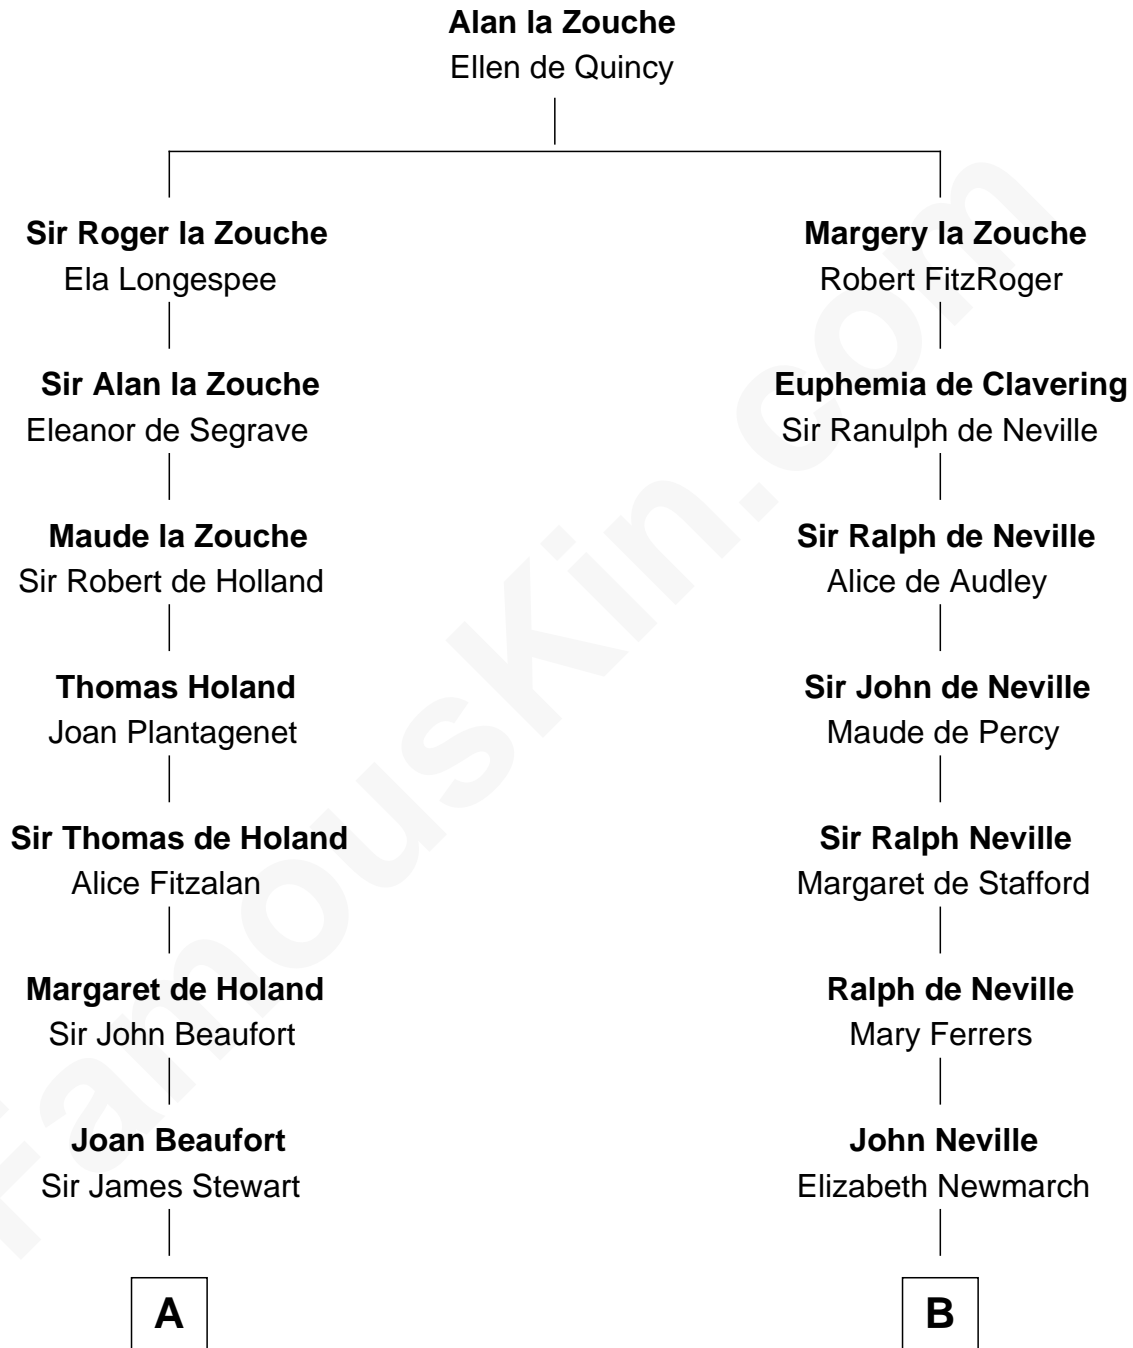 Alan la Zouche
Ellen de Quincy
Sir Roger la Zouche
Ela Longespee
Margery la Zouche
Robert FitzRoger
Sir Alan la Zouche
Eleanor de Segrave
Euphemia de Clavering
Sir Ranulph de Neville
Maude la Zouche
Sir Robert de Holland
Sir Ralph de Neville
Alice de Audley
Thomas Holand
Joan Plantagenet
Sir John de Neville
Maude de Percy
Sir Thomas de Holand
Alice Fitzalan
Sir Ralph Neville
Margaret de Stafford
Margaret de Holand
Sir John Beaufort
Ralph de Neville
Mary Ferrers
Joan Beaufort
Sir James Stewart
John Neville
Elizabeth Newmarch
A
B
FamousKin.com